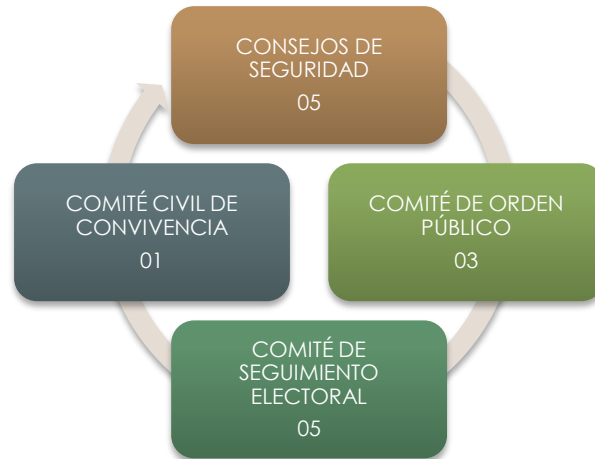 CONSEJOS DE
SEGURIDAD
05
COMITÉ DE ORDEN
PÚBLICO
03
COMITÉ DE
SEGUIMIENTO
ELECTORAL
05
COMITÉ CIVIL DE
CONVIVENCIA
01